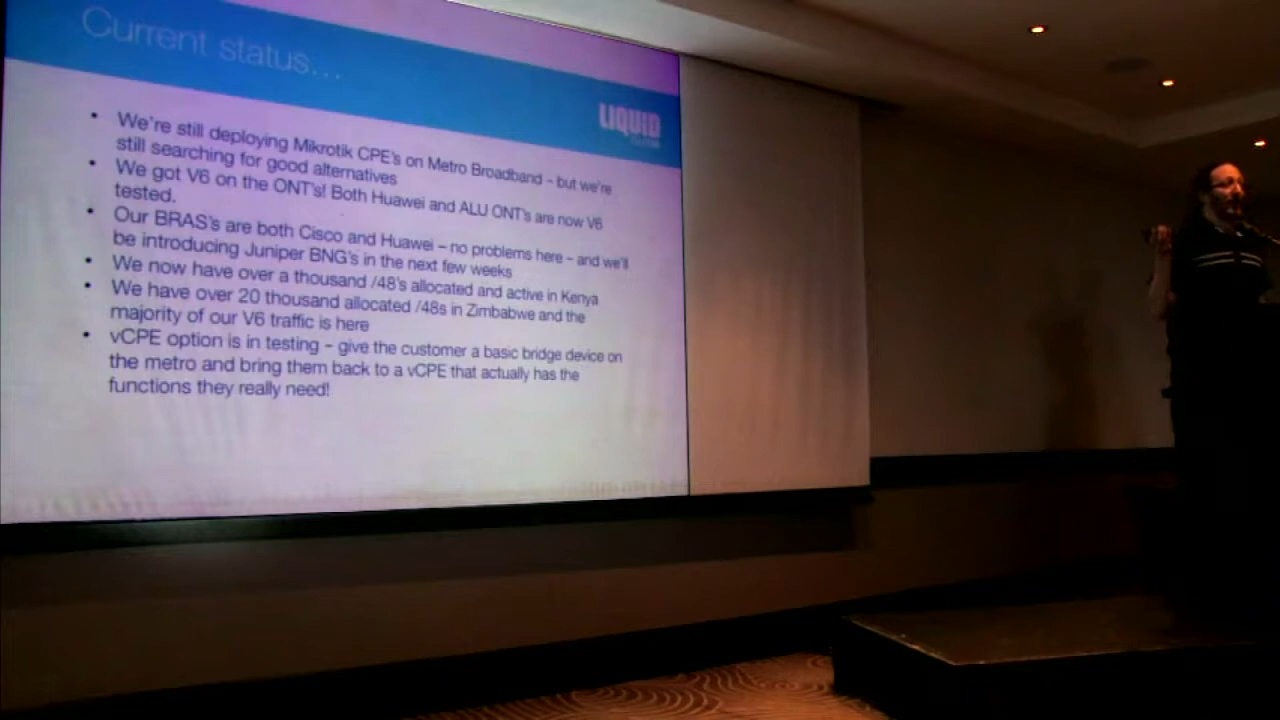 Current status...
LIQUID
• We're still deploying Mikrotik CPE's on Metro Broadband – but we're
still searching for good alternatives
• We got V6 on the ONT's! Both Huawei and ALU ONT's are now V6
tested.
• Our BRAS's are both Cisco and Huawei – no problems here – and we'll
be introducing Juniper BNG's in the next few weeks
• We now have over a thousand /48's allocated and active in Kenya
• We have over 20 thousand allocated /48s in Zimbabwe and the
majority of our V6 traffic is here
• vCPE option is in testing – give the customer a basic bridge device on
the metro and bring them back to a vCPE that actually has the
functions they really need!